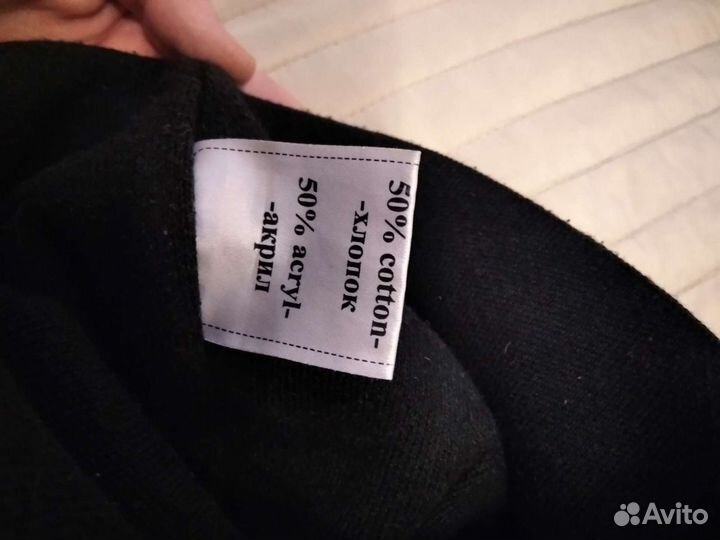 50% cotton-
-хлопок
50% acryl-
-акрил
Avito